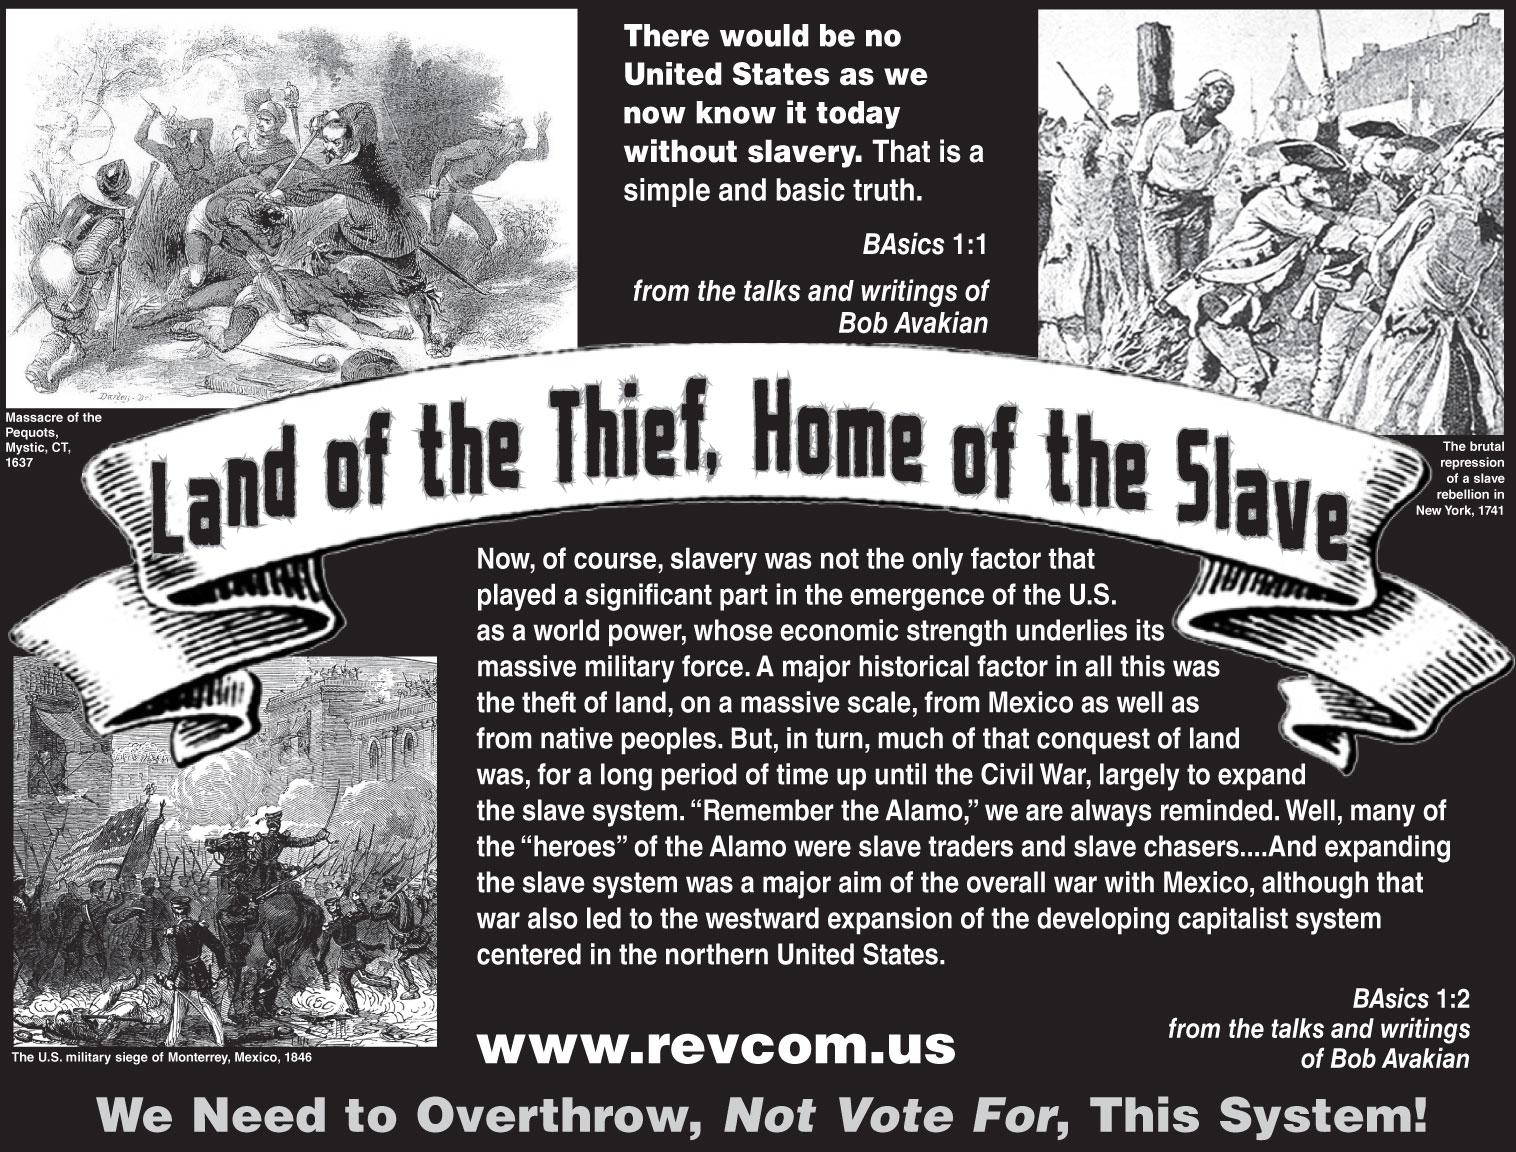 There would be no
United States as we
now know it today
without slavery. That is a
simple and basic truth.
BAsics 1:1
from the talks and writings of
Bob Avakian
Massacre of the
Pequots,
Mystic, CT,
1637
The brutal
repression
of a slave
rebellion in
New York, 1741
Land of the Thief, Home of the Slave
Now, of course, slavery was not the only factor that
played a significant part in the emergence of the U.S.
as a world power, whose economic strength underlies its
massive military force. A major historical factor in all this was
the theft of land, on a massive scale, from Mexico as well as
from native peoples. But, in turn, much of that conquest of land
was, for a long period of time up until the Civil War, largely to expand
the slave system. “Remember the Alamo,” we are always reminded. Well, many of
the “heroes” of the Alamo were slave traders and slave chasers....And expanding
the slave system was a major aim of the overall war with Mexico, although that
war also led to the westward expansion of the developing capitalist system
centered in the northern United States.
BAsics 1:2
from the talks and writings
of Bob Avakian
The U.S. military siege of Monterrey, Mexico, 1846
www.revcom.us
We Need to Overthrow, Not Vote For, This System!